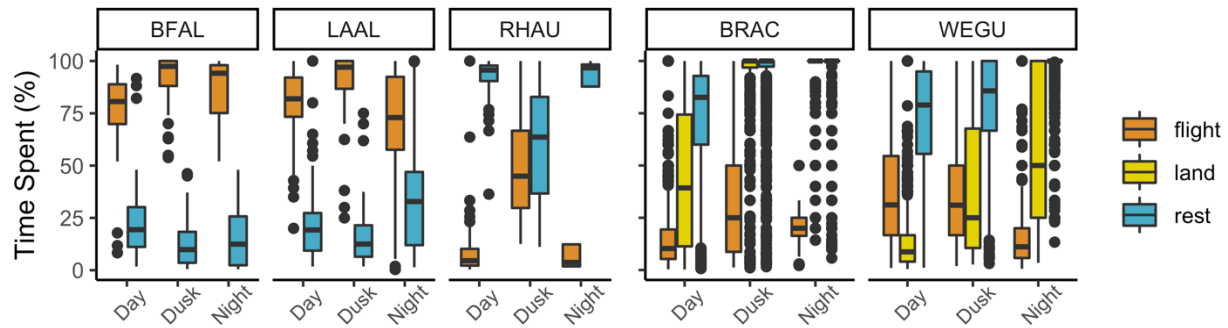 BFAL LAAL RHAU BRAC WEGU
Time Spent (%)
100
75
50
25
0
Day Dusk Night Day Dusk Night Day Dusk Night Day Dusk Night Day Dusk Night
flight
land
rest